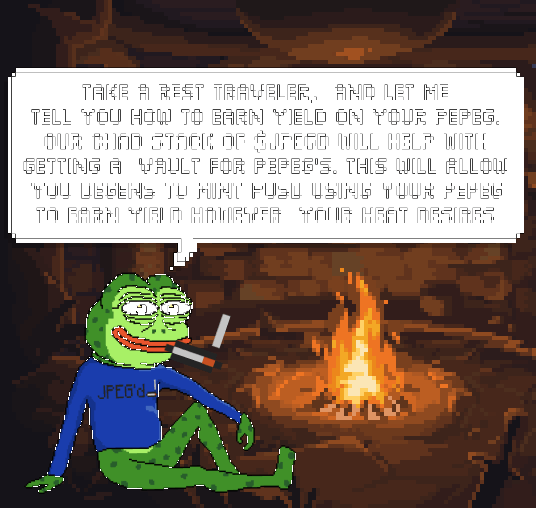 TAKE A REST TRAVELER, AND LET ME
TELL YOU HOW TO EARN YIELD ON YOUR PEPEG.
OUR CHAD STACK OF $JPEGD WILL HELP WITH
GETTING A VAULT FOR PEPEG'S. THIS WILL ALLOW
YOU DEGENS TO MINT PUSD USING YOUR PEPEG
TO EARN YIELD HOWEVER YOUR HEAT DESIRES
JPEG'd